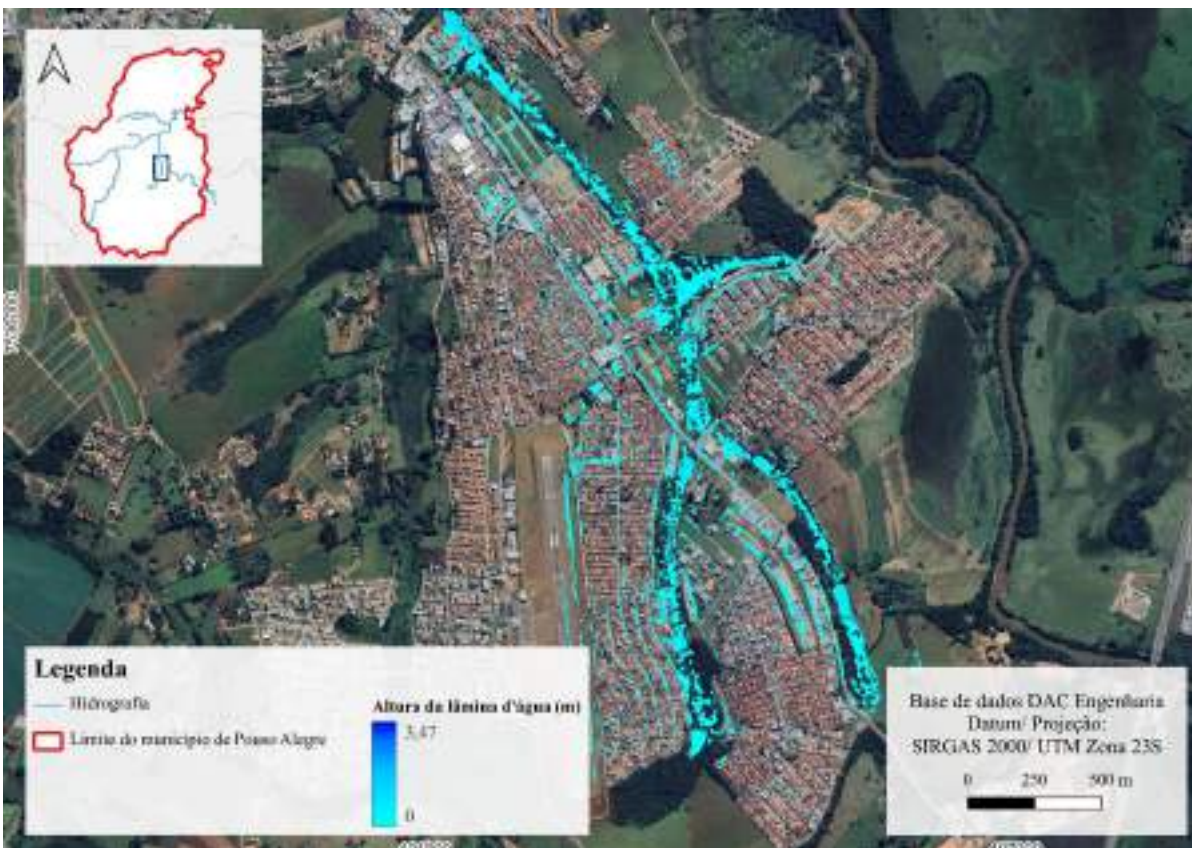 Legenda
Hidrografia
Limite do município de Pouso Alegre
Altura da lâmina d'água (m)
3,47
0
Base de dados DAC Engenharia
Datum/ Projeção:
SIRGAS 2000/ UTM Zona 23S
0 250 500 m